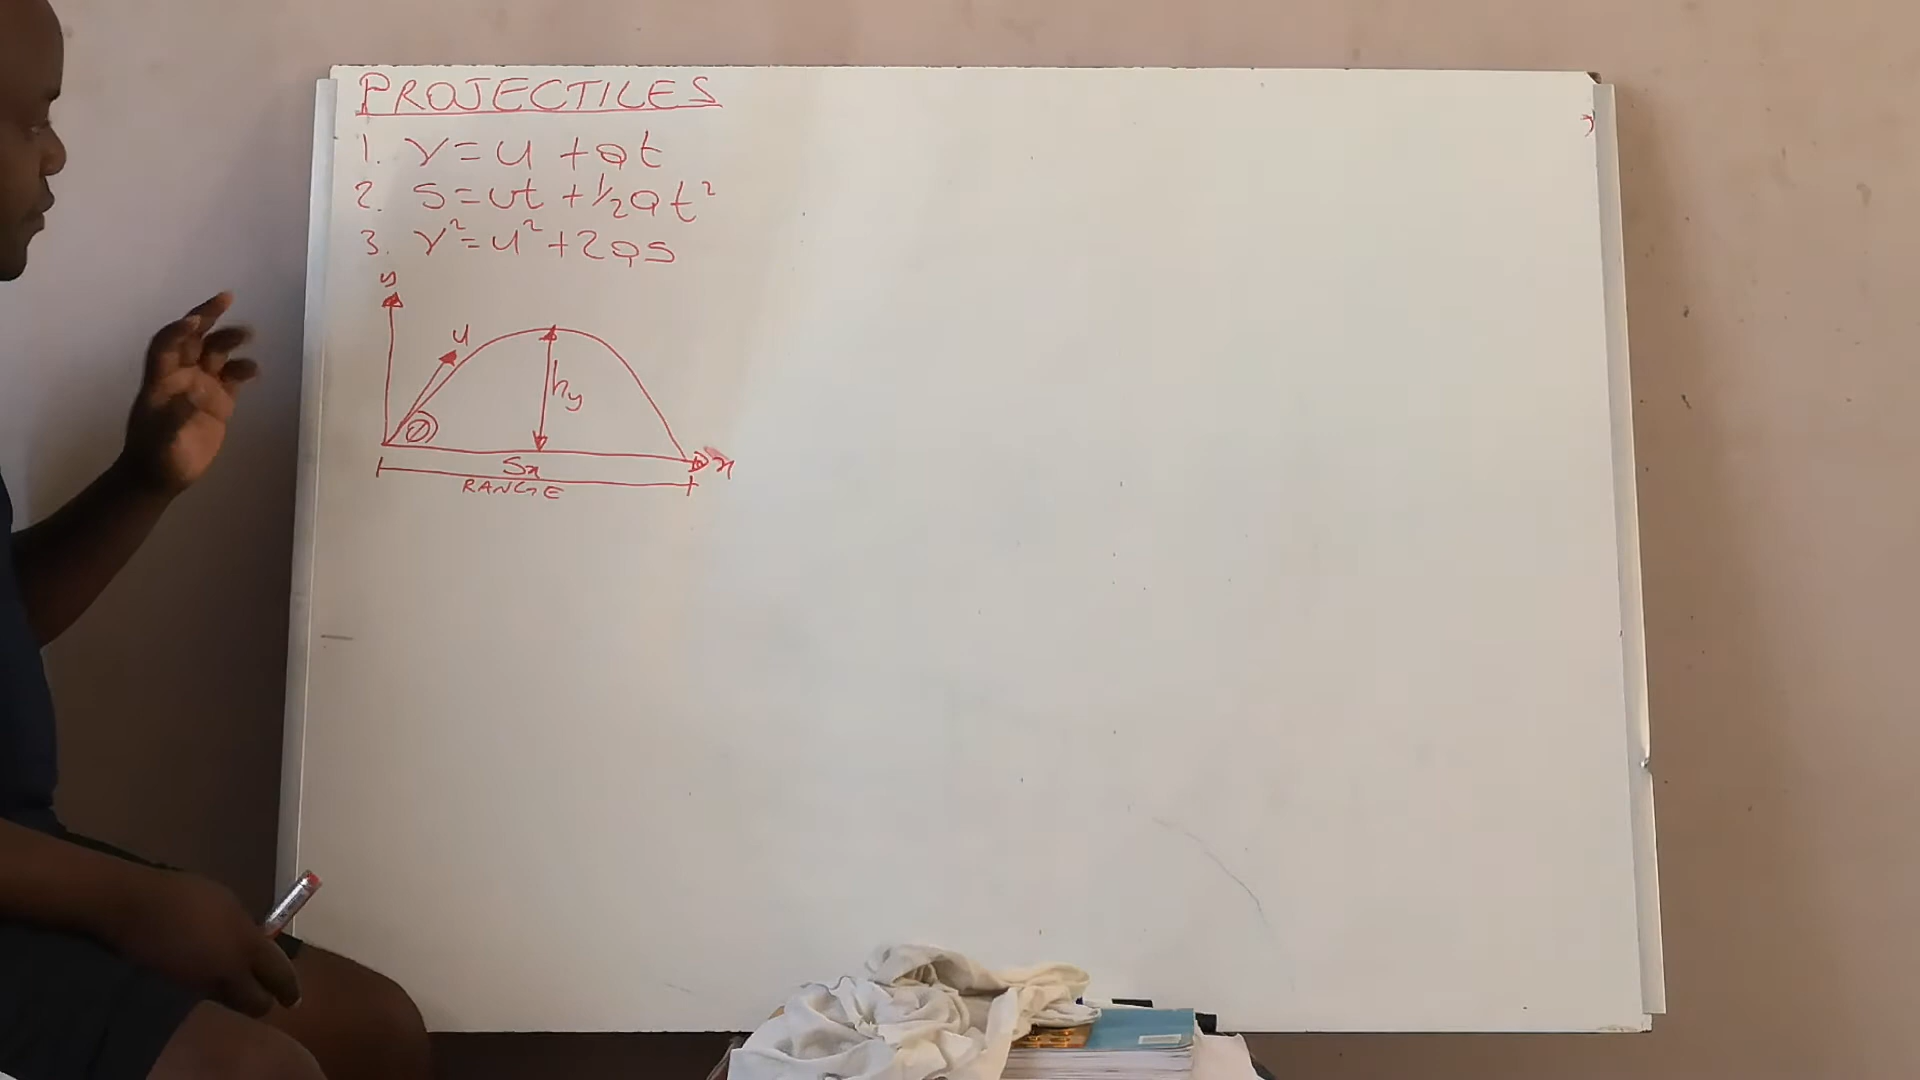 PROJECTILES
1. v = u + at
2. s = ut + ½at²
3. v² = u² + 2as
y
u
hy
θ
x
Sx
RANGE